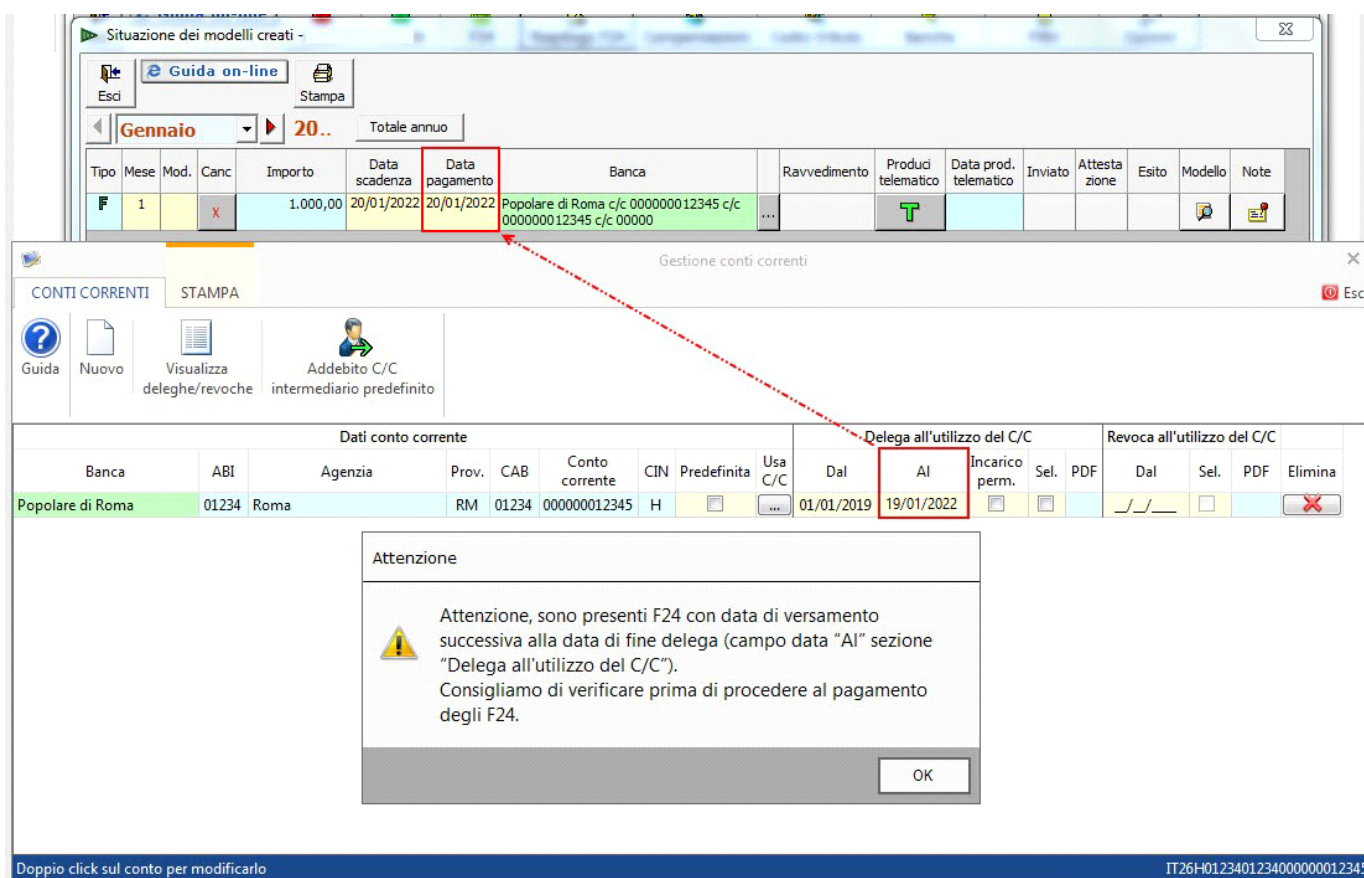 Situazione dei modelli creati -
Esci
Guida on-line
Stampa
Gennaio
20..
Totale annuo
Tipo Mese Mod. Canc Importo Data scadenza Data pagamento Banca ... Ravvedimento Produci telematico Data prod. telematico Inviato Attesta zione Esito Modello Note
F 1 X 1.000,00 20/01/2022 20/01/2022 Popolare di Roma c/c 000000012345 c/c 000000012345 c/c 00000 ... T
Gestione conti correnti
CONTI CORRENTI STAMPA
Esc
Guida
Nuovo
Visualizza
deleghe/revoche
Addebito C/C
intermediario predefinito
Dati conto corrente Delega all'utilizzo del C/C Revoca all'utilizzo del C/C
Banca ABI Agenzia Prov. CAB Conto corrente CIN Predefinita Usa C/C Dal Al Incarico perm. Sel. PDF Dal Sel. PDF Elimina
Popolare di Roma 01234 Roma RM 01234 000000012345 H ... 01/01/2019 19/01/2022 _/_/___
Attenzione
Attenzione, sono presenti F24 con data di versamento
successiva alla data di fine delega (campo data “Al” sezione
“Delega all'utilizzo del C/C”).
Consigliamo di verificare prima di procedere al pagamento
degli F24.
OK
Doppio click sul conto per modificarlo
IT26H0123401234000000012345